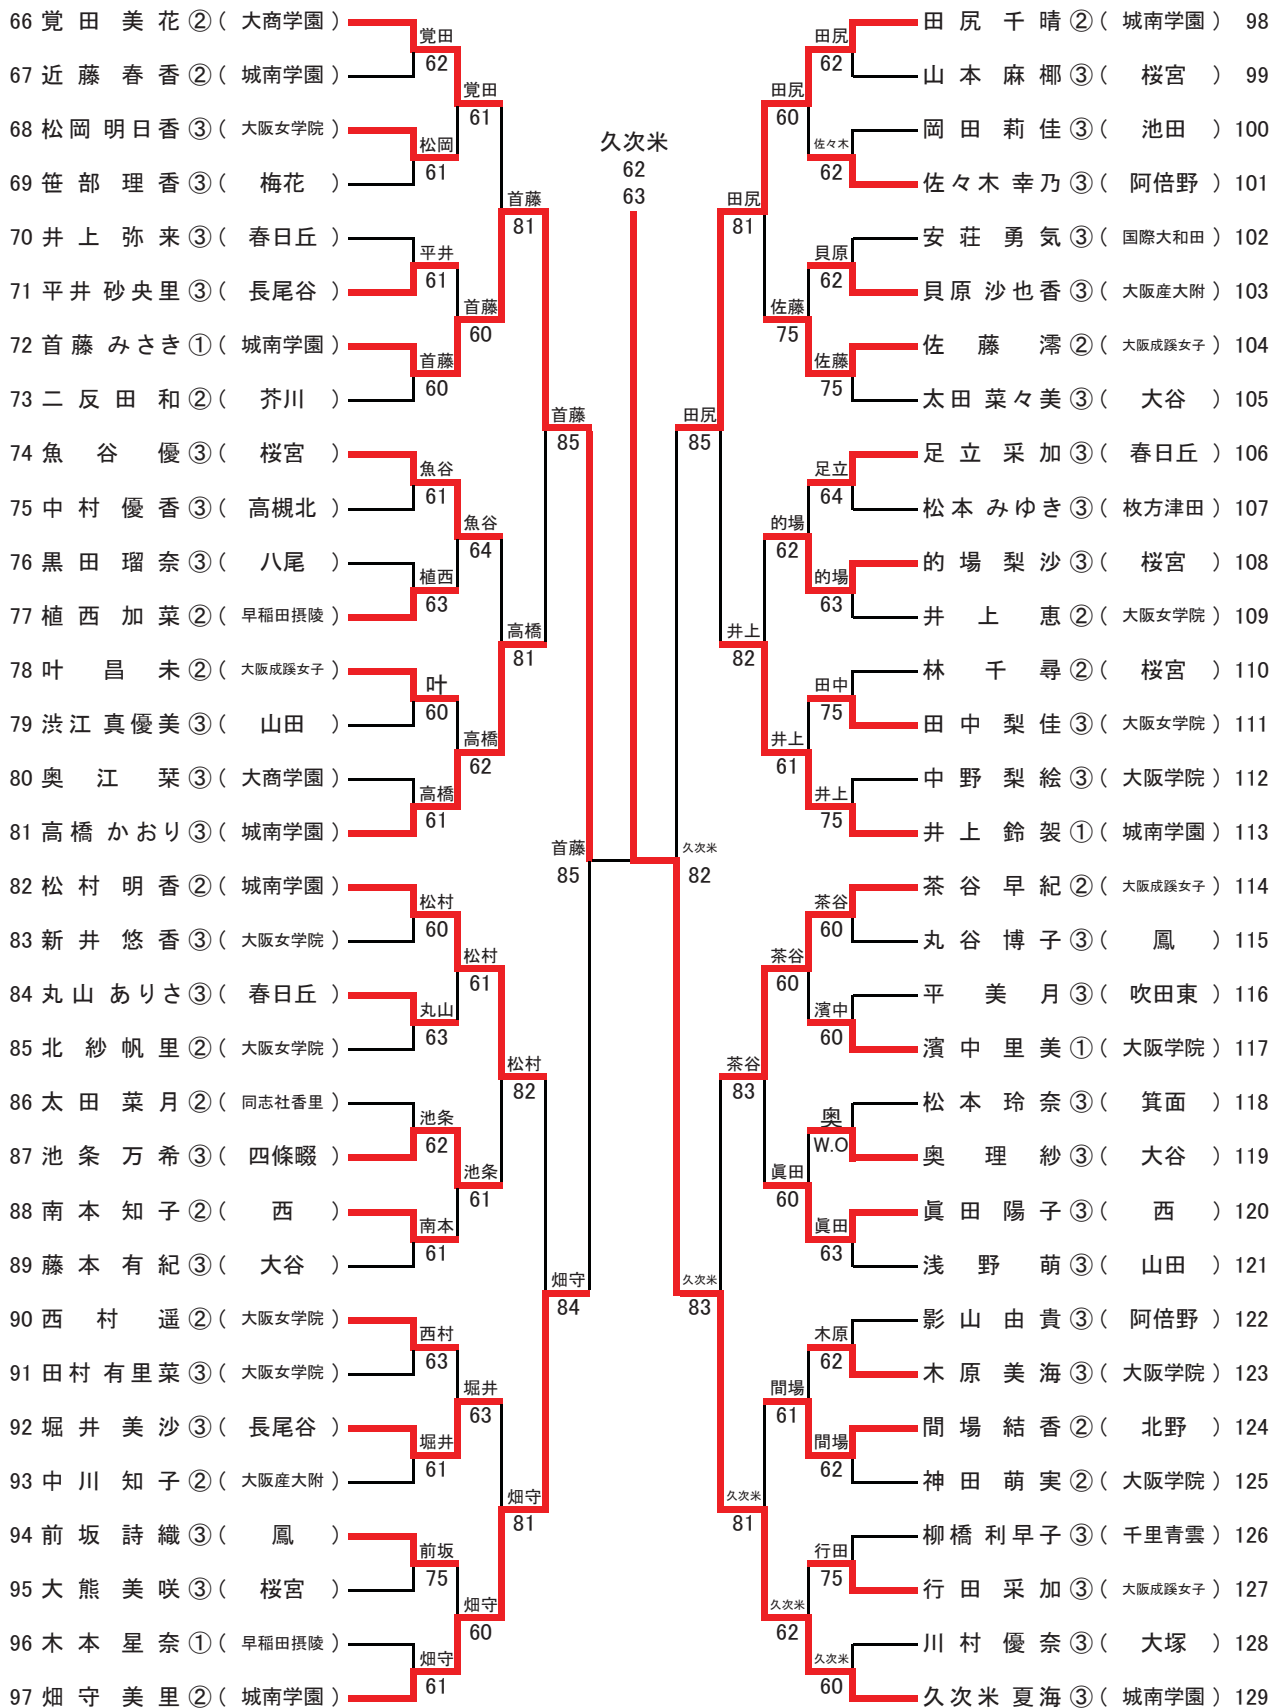 66 覚田 美花 ② ( 大商学園 )
67 近藤 春香 ② ( 城南学園 )
68 松岡 明日香 ③ ( 大阪女学院 )
69 笹部 理香 ③ ( 梅花 )
70 井上 弥来 ③ ( 春日丘 )
71 平井 砂央里 ③ ( 長尾谷 )
72 首藤 みさき ① ( 城南学園 )
73 二反田 和 ② ( 芥川 )
74 魚谷 優 ③ ( 桜宮 )
75 中村 優香 ③ ( 高槻北 )
76 黒田 瑠奈 ③ ( 八尾 )
77 植西 加菜 ② ( 早稲田摂陵 )
78 叶 昌未 ② ( 大阪成蹊女子 )
79 渋江 真優美 ③ ( 山田 )
80 奥江 栞 ③ ( 大商学園 )
81 高橋 かおり ③ ( 城南学園 )
82 松村 明香 ② ( 城南学園 )
83 新井 悠香 ③ ( 大阪女学院 )
84 丸山 ありさ ③ ( 春日丘 )
85 北 紗帆里 ② ( 大阪女学院 )
86 太田 菜月 ② ( 同志社香里 )
87 池条 万希 ③ ( 四條畷 )
88 南本 知子 ② ( 西 )
89 藤本 有紀 ③ ( 大谷 )
90 西村 遥 ② ( 大阪女学院 )
91 田村 有里菜 ③ ( 大阪女学院 )
92 堀井 美沙 ③ ( 長尾谷 )
93 中川 知子 ② ( 大阪産大附 )
94 前坂 詩織 ③ ( 鳳 )
95 大熊 美咲 ③ ( 桜宮 )
96 木本 星奈 ① ( 早稲田摂陵 )
97 畑守 美里 ② ( 城南学園 )
覚田
62
松岡
61
平井
61
首藤
60
魚谷
61
植西
63
叶
60
高橋
61
松村
60
丸山
63
池条
62
南本
61
西村
63
堀井
61
前坂
75
畑守
61
覚田
61
首藤
60
魚谷
64
高橋
62
松村
61
池条
61
堀井
63
畑守
60
首藤
81
高橋
81
松村
82
畑守
81
首藤
85
畑守
84
首藤
85
久次米
62
63
久次米
82
田尻
85
久次米
83
田尻
81
井上
82
茶谷
83
久次米
81
田尻
60
佐藤
75
的場
62
井上
61
茶谷
60
眞田
60
間場
61
久次米
62
田尻
62
佐々木
62
貝原
62
佐藤
75
足立
64
的場
63
田中
75
井上
75
茶谷
60
濱中
60
奥
W.O
眞田
63
木原
62
間場
62
行田
75
久次米
60
田尻 千晴 ② ( 城南学園 ) 98
山本 麻椰 ③ ( 桜宮 ) 99
岡田 莉佳 ③ ( 池田 ) 100
佐々木 幸乃 ③ ( 阿倍野 ) 101
安荘 勇気 ③ ( 国際大和田 ) 102
貝原 沙也香 ③ ( 大阪産大附 ) 103
佐藤 澪 ② ( 大阪成蹊女子 ) 104
太田 菜々美 ③ ( 大谷 ) 105
足立 采加 ③ ( 春日丘 ) 106
松本 みゆき ③ ( 枚方津田 ) 107
的場 梨沙 ③ ( 桜宮 ) 108
井上 恵 ② ( 大阪女学院 ) 109
林 千尋 ② ( 桜宮 ) 110
田中 梨佳 ③ ( 大阪女学院 ) 111
中野 梨絵 ③ ( 大阪学院 ) 112
井上 鈴袈 ① ( 城南学園 ) 113
茶谷 早紀 ② ( 大阪成蹊女子 ) 114
丸谷 博子 ③ ( 鳳 ) 115
平 美月 ③ ( 吹田東 ) 116
濱中 里美 ① ( 大阪学院 ) 117
松本 玲奈 ③ ( 箕面 ) 118
奥 理紗 ③ ( 大谷 ) 119
眞田 陽子 ③ ( 西 ) 120
浅野 萌 ③ ( 山田 ) 121
影山 由貴 ③ ( 阿倍野 ) 122
木原 美海 ③ ( 大阪学院 ) 123
間場 結香 ② ( 北野 ) 124
神田 萌実 ② ( 大阪学院 ) 125
柳橋 利早子 ③ ( 千里青雲 ) 126
行田 采加 ③ ( 大阪成蹊女子 ) 127
川村 優奈 ③ ( 大塚 ) 128
久次米 夏海 ③ ( 城南学園 ) 129